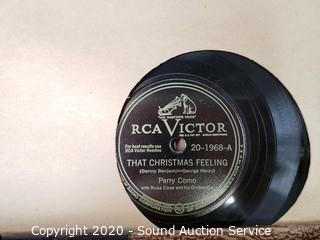 "HIS MASTER'S VOICE"
RCA VICTOR
For best results use
RCA Victor Needles
20-1968-A
THAT CHRISTMAS FEELING
(Benny Benjamin-George Weiss)
Perry Como
with Russ Case and his Orchestra
Copyright 2020 - Sound Auction Service